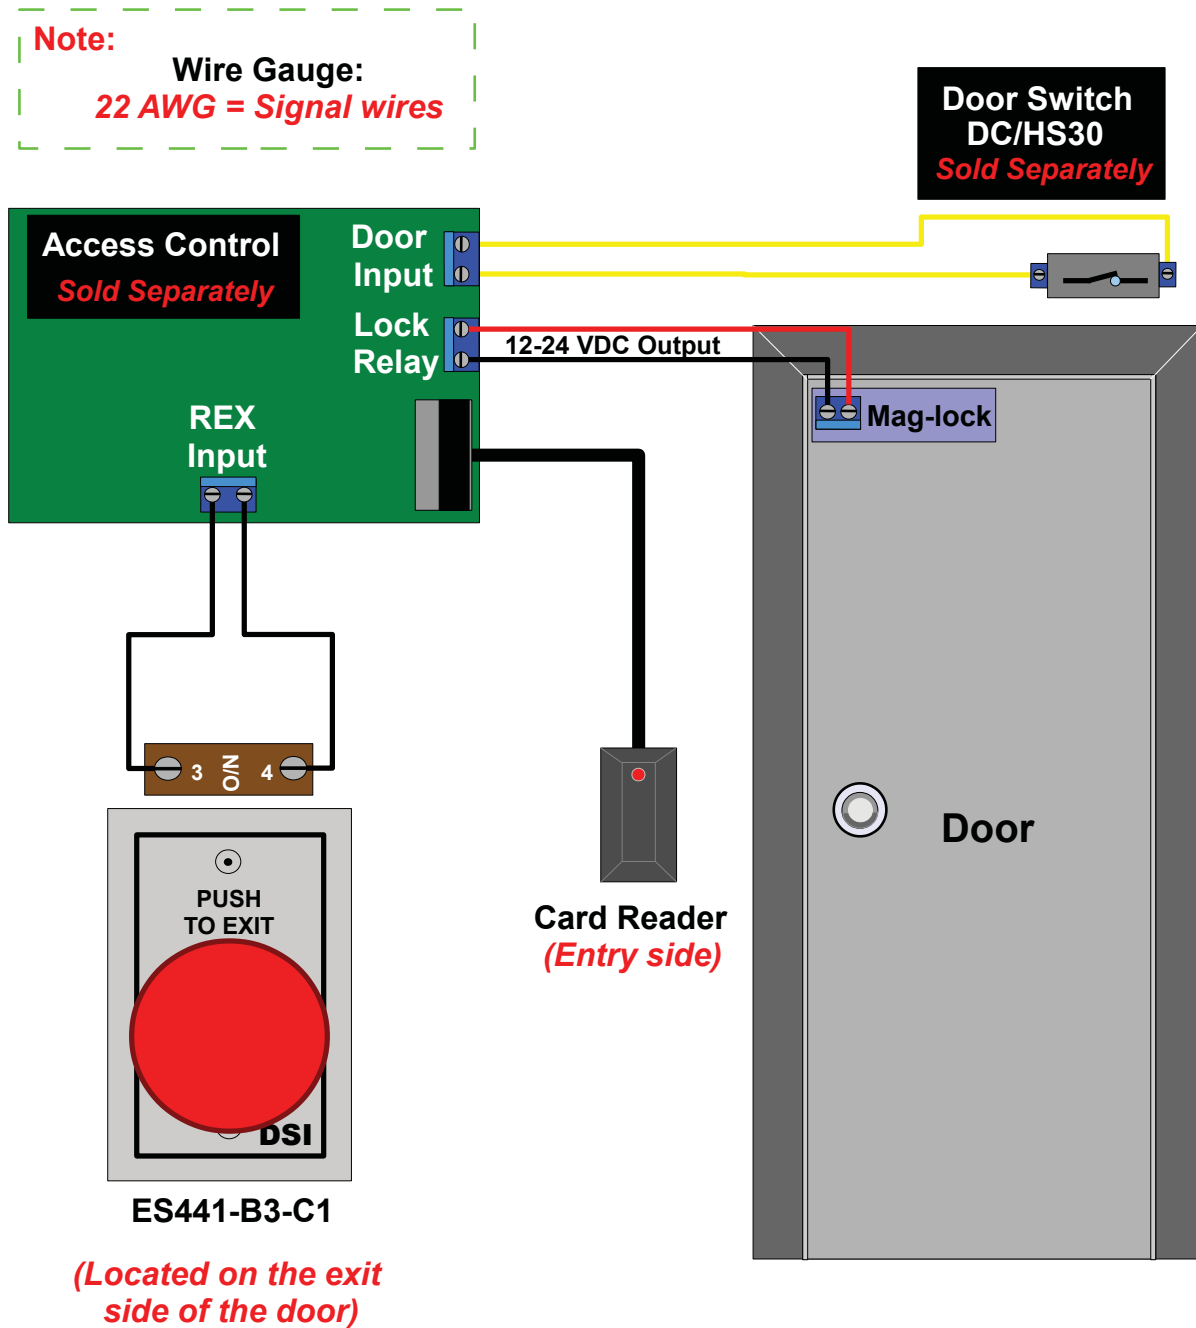 Note:
Wire Gauge:
22 AWG = Signal wires
Door Switch
DC/HS30
Sold Separately
Access Control
Sold Separately
Door
Input
Lock
Relay
12-24 VDC Output
REX
Input
Mag-lock
3 N/O 4
PUSH
TO EXIT
DSI
ES441-B3-C1
(Located on the exit
side of the door)
Card Reader
(Entry side)
Door